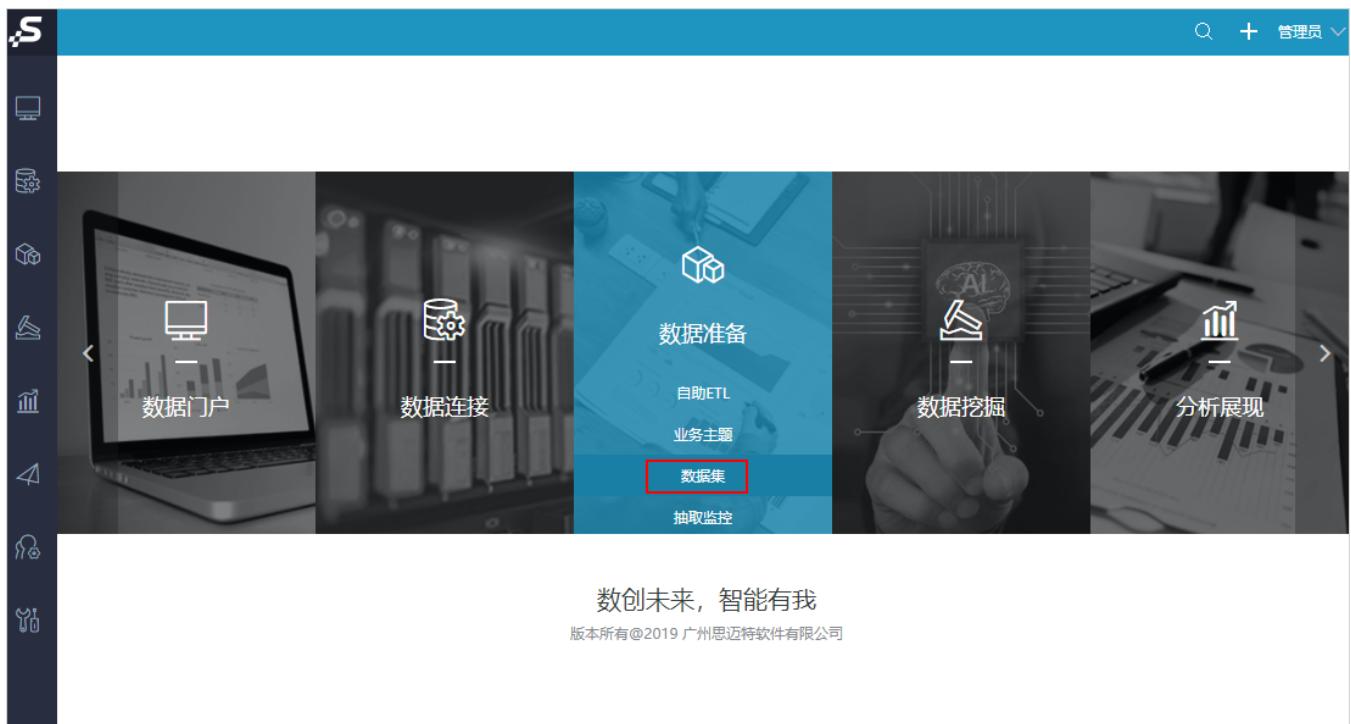 管理员
数据门户
数据连接
数据准备
自助ETL
业务主题
数据集
抽取监控
AI
数据挖掘
分析展现
数创未来，智能有我
版本所有@2019 广州思迈特软件有限公司